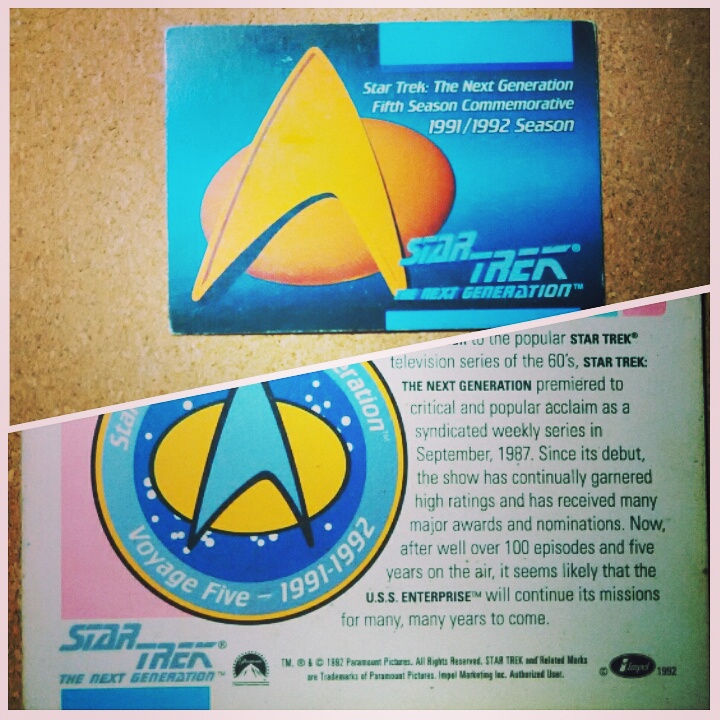 Star Trek: The Next Generation
Fifth Season Commemorative
1991/1992 Season
STAR TREK®
THE NEXT GENERATION™
to the popular STAR TREK®
television series of the 60's, STAR TREK:
THE NEXT GENERATION premiered to
critical and popular acclaim as a
syndicated weekly series in
September, 1987. Since its debut,
the show has continually garnered
high ratings and has received many
major awards and nominations. Now,
after well over 100 episodes and five
years on the air, it seems likely that the
U.S.S. ENTERPRISE™ will continue its missions
for many, many years to come.
Star
eration™
Voyage Five – 1991-1992
STAR TREK®
THE NEXT GENERATION™
Paramount
TM, ® & © 1992 Paramount Pictures. All Rights Reserved. STAR TREK and Related Marks
are Trademarks of Paramount Pictures. Impel Marketing Inc. Authorized User.
© Impel 1992